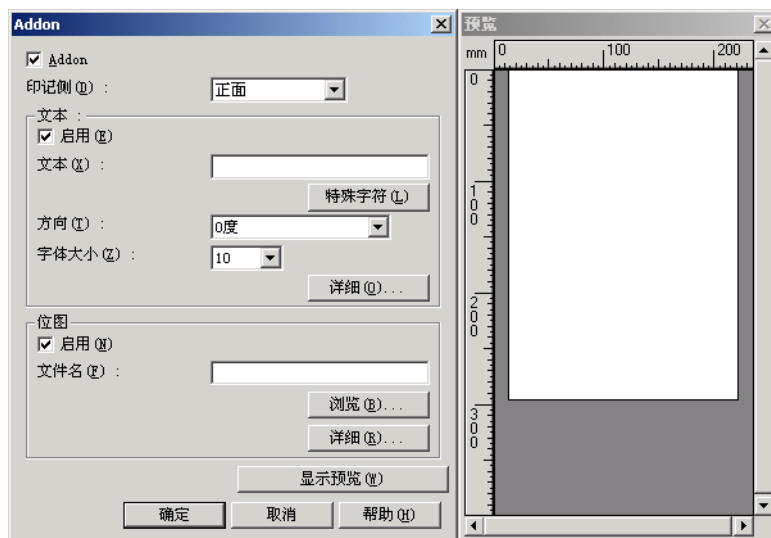 Addon
Addon
印记侧(D) :
正面
文本 :
启用(E)
文本(X) :
特殊字符(L)
方向(T) :
0度
字体大小(Z) :
10
详细(O)...
位图
启用(N)
文件名(F) :
浏览(B)...
详细(R)...
显示预览(W)
确定
取消
帮助(H)
预览
mm
0
100
200
0
100
200
300